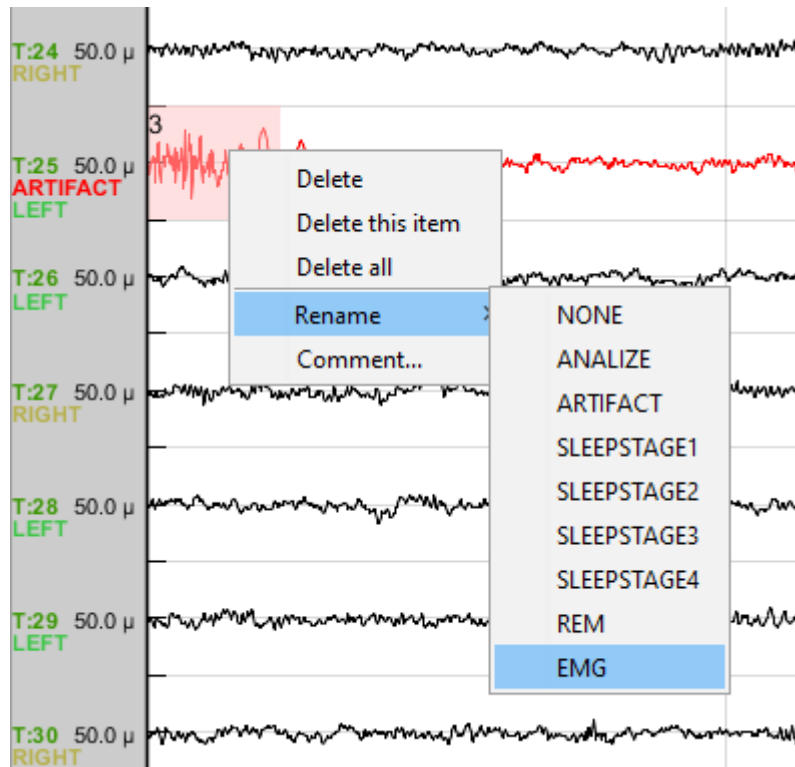 T:24 50.0 µ
RIGHT
3
T:25 50.0 µ
ARTIFACT
LEFT
Delete
Delete this item
Delete all
Rename
Comment...
NONE
ANALIZE
ARTIFACT
SLEEPSTAGE1
SLEEPSTAGE2
SLEEPSTAGE3
SLEEPSTAGE4
REM
EMG
T:26 50.0 µ
LEFT
T:27 50.0 µ
RIGHT
T:28 50.0 µ
LEFT
T:29 50.0 µ
LEFT
T:30 50.0 µ
RIGHT